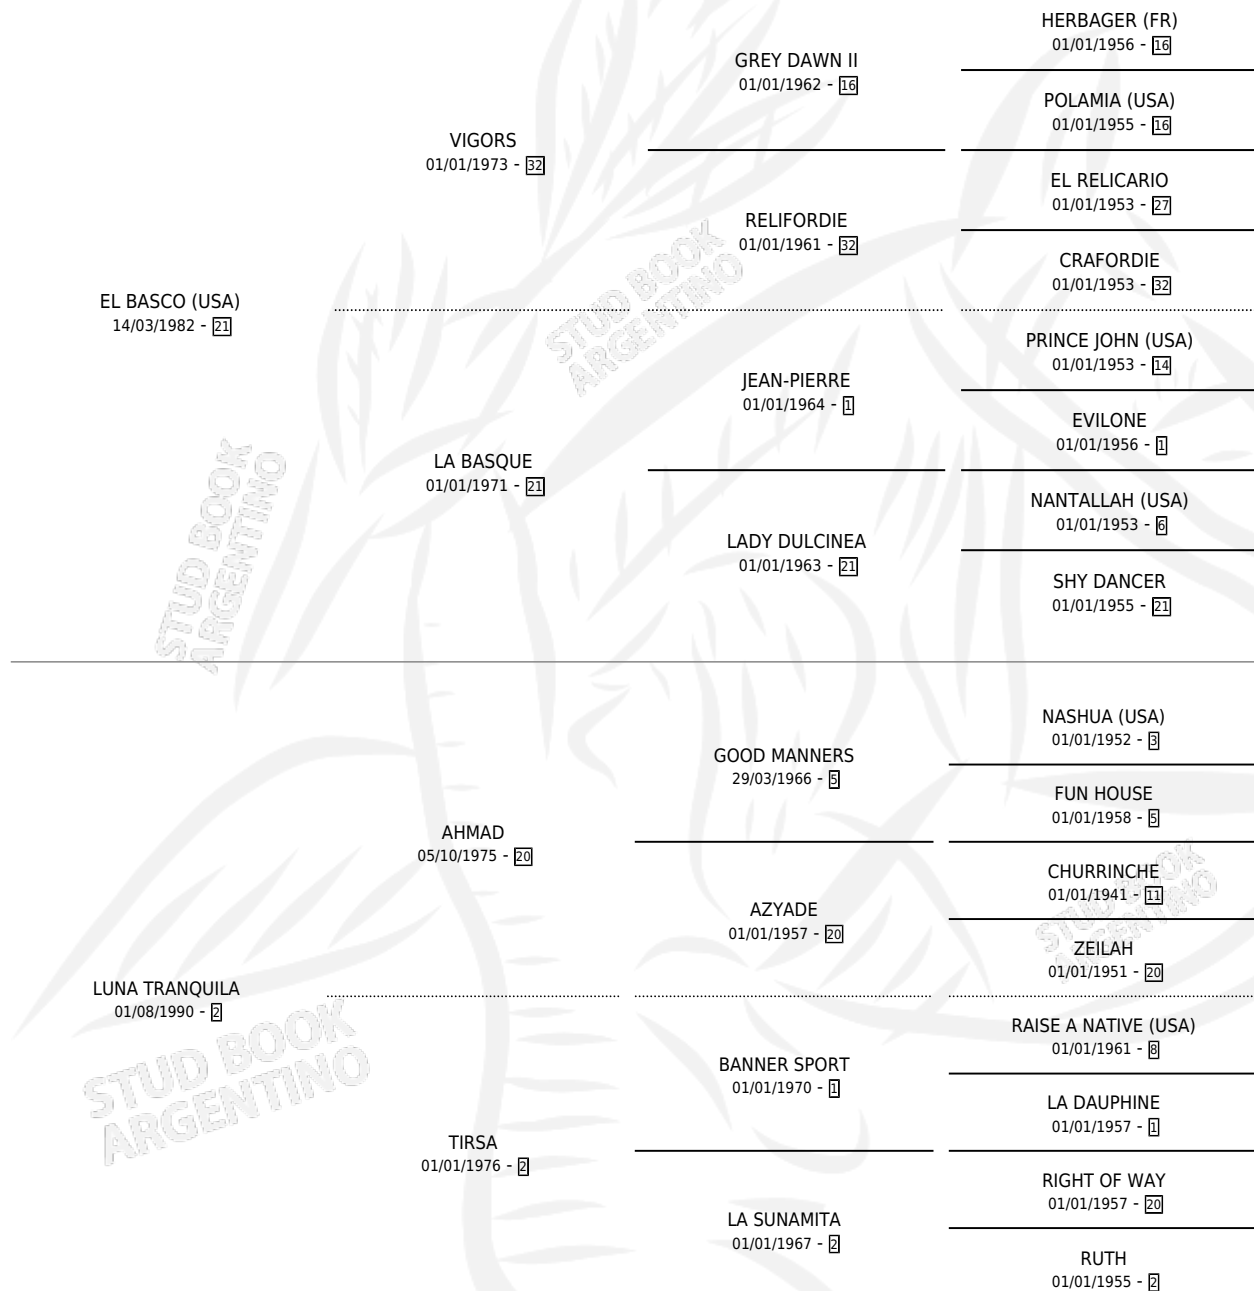 HERBAGER (FR)
01/01/1956 - 16
GREY DAWN II
01/01/1962 - 16
POLAMIA (USA)
01/01/1955 - 16
VIGORS
01/01/1973 - 32
EL RELICARIO
01/01/1953 - 27
RELIFORDIE
01/01/1961 - 32
CRAFORDIE
01/01/1953 - 32
EL BASCO (USA)
14/03/1982 - 21
PRINCE JOHN (USA)
01/01/1953 - 14
JEAN-PIERRE
01/01/1964 - 1
EVILONE
01/01/1956 - 1
LA BASQUE
01/01/1971 - 21
NANTALLAH (USA)
01/01/1953 - 6
LADY DULCINEA
01/01/1963 - 21
SHY DANCER
01/01/1955 - 21
STUD BOOK
ARGENTINO
STUD BOOK
ARGENTINO
NASHUA (USA)
01/01/1952 - 3
GOOD MANNERS
29/03/1966 - 5
FUN HOUSE
01/01/1958 - 5
AHMAD
05/10/1975 - 20
CHURRINCHE
01/01/1941 - 11
AZYADE
01/01/1957 - 20
ZEILAH
01/01/1951 - 20
STUD BOOK
ARGENTINO
LUNA TRANQUILA
01/08/1990 - 2
RAISE A NATIVE (USA)
01/01/1961 - 8
BANNER SPORT
01/01/1970 - 1
LA DAUPHINE
01/01/1957 - 1
TIRSA
01/01/1976 - 2
RIGHT OF WAY
01/01/1957 - 20
LA SUNAMITA
01/01/1967 - 2
RUTH
01/01/1955 - 2
STUD BOOK
ARGENTINO